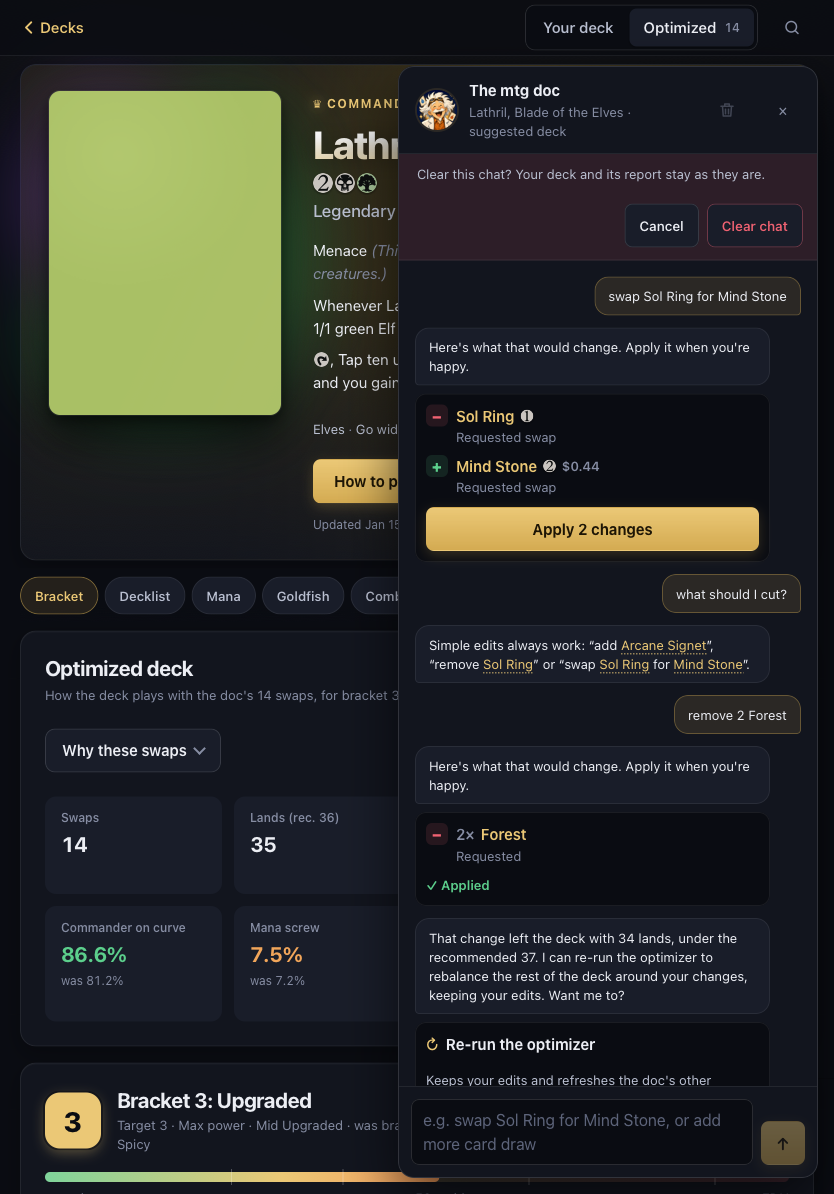 Decks
Your deck
Optimized 14
The mtg doc
Lathril, Blade of the Elves ·
suggested deck
×
Clear this chat? Your deck and its report stay as they are.
Cancel
Clear chat
swap Sol Ring for Mind Stone
Here's what that would change. Apply it when you're
happy.
− Sol Ring 1
Requested swap
+ Mind Stone 2 $0.44
Requested swap
Apply 2 changes
what should I cut?
Simple edits always work: “add Arcane Signet”,
“remove Sol Ring” or “swap Sol Ring for Mind Stone”.
remove 2 Forest
Here's what that would change. Apply it when you're
happy.
− 2× Forest
Requested
✓ Applied
That change left the deck with 34 lands, under the
recommended 37. I can re-run the optimizer to
rebalance the rest of the deck around your changes,
keeping your edits. Want me to?
Re-run the optimizer
Keeps your edits and refreshes the doc's other
e.g. swap Sol Ring for Mind Stone, or add
more card draw
2
Legendary
Menace
creatures.)
Whenever
1/1 green Elf
, Tap ten
and you gain
Elves · Go wid
How to p
Updated Jan 15
Bracket
Decklist
Mana
Goldfish
Comb
Optimized deck
How the deck plays with the doc's 14 swaps, for bracket 3
Why these swaps
Swaps
14
Lands (rec. 36)
35
Commander on curve
86.6%
was 81.2%
Mana screw
7.5%
was 7.2%
3
Bracket 3: Upgraded
Target 3 · Max power · Mid Upgraded · was bra
Spicy